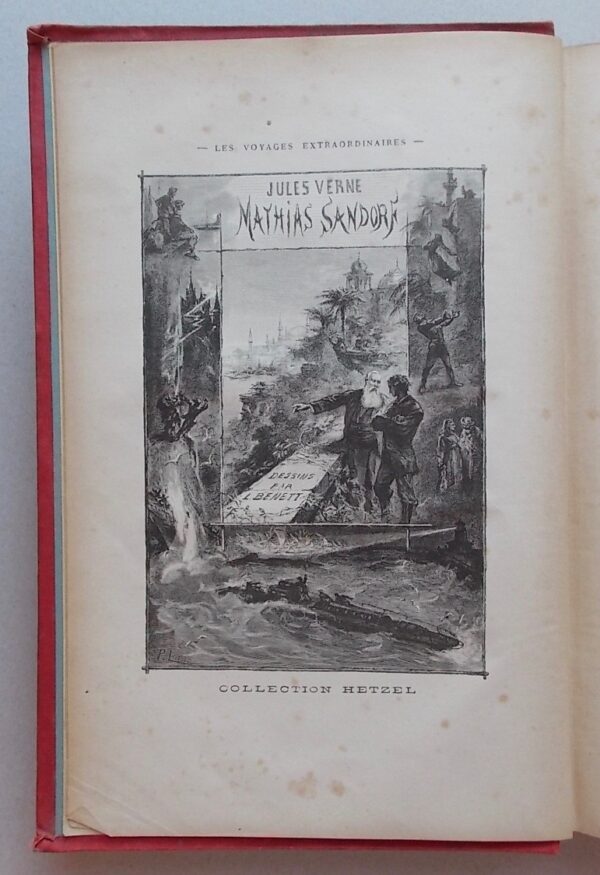 — LES VOYAGES EXTRAORDINAIRES —
JULES VERNE
MATHIAS SANDORF
DESSINS
PAR
L. BENETT
COLLECTION HETZEL